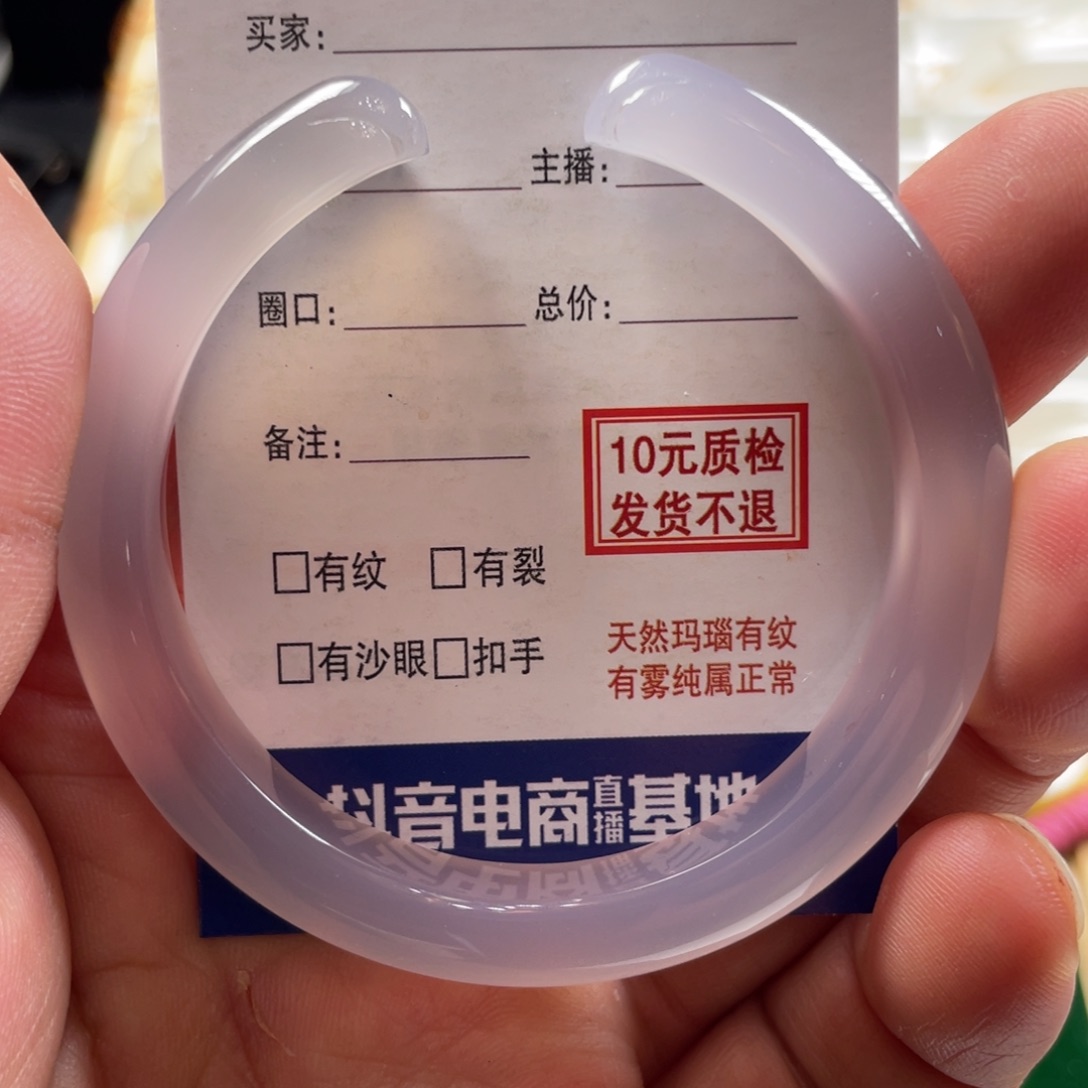 买家:
主播:
圈口: 总价:
备注:
10元质检
发货不退
□有纹 □有裂
□有沙眼□扣手
天然玛瑙有纹
有雾纯属正常
抖音电商直播基地